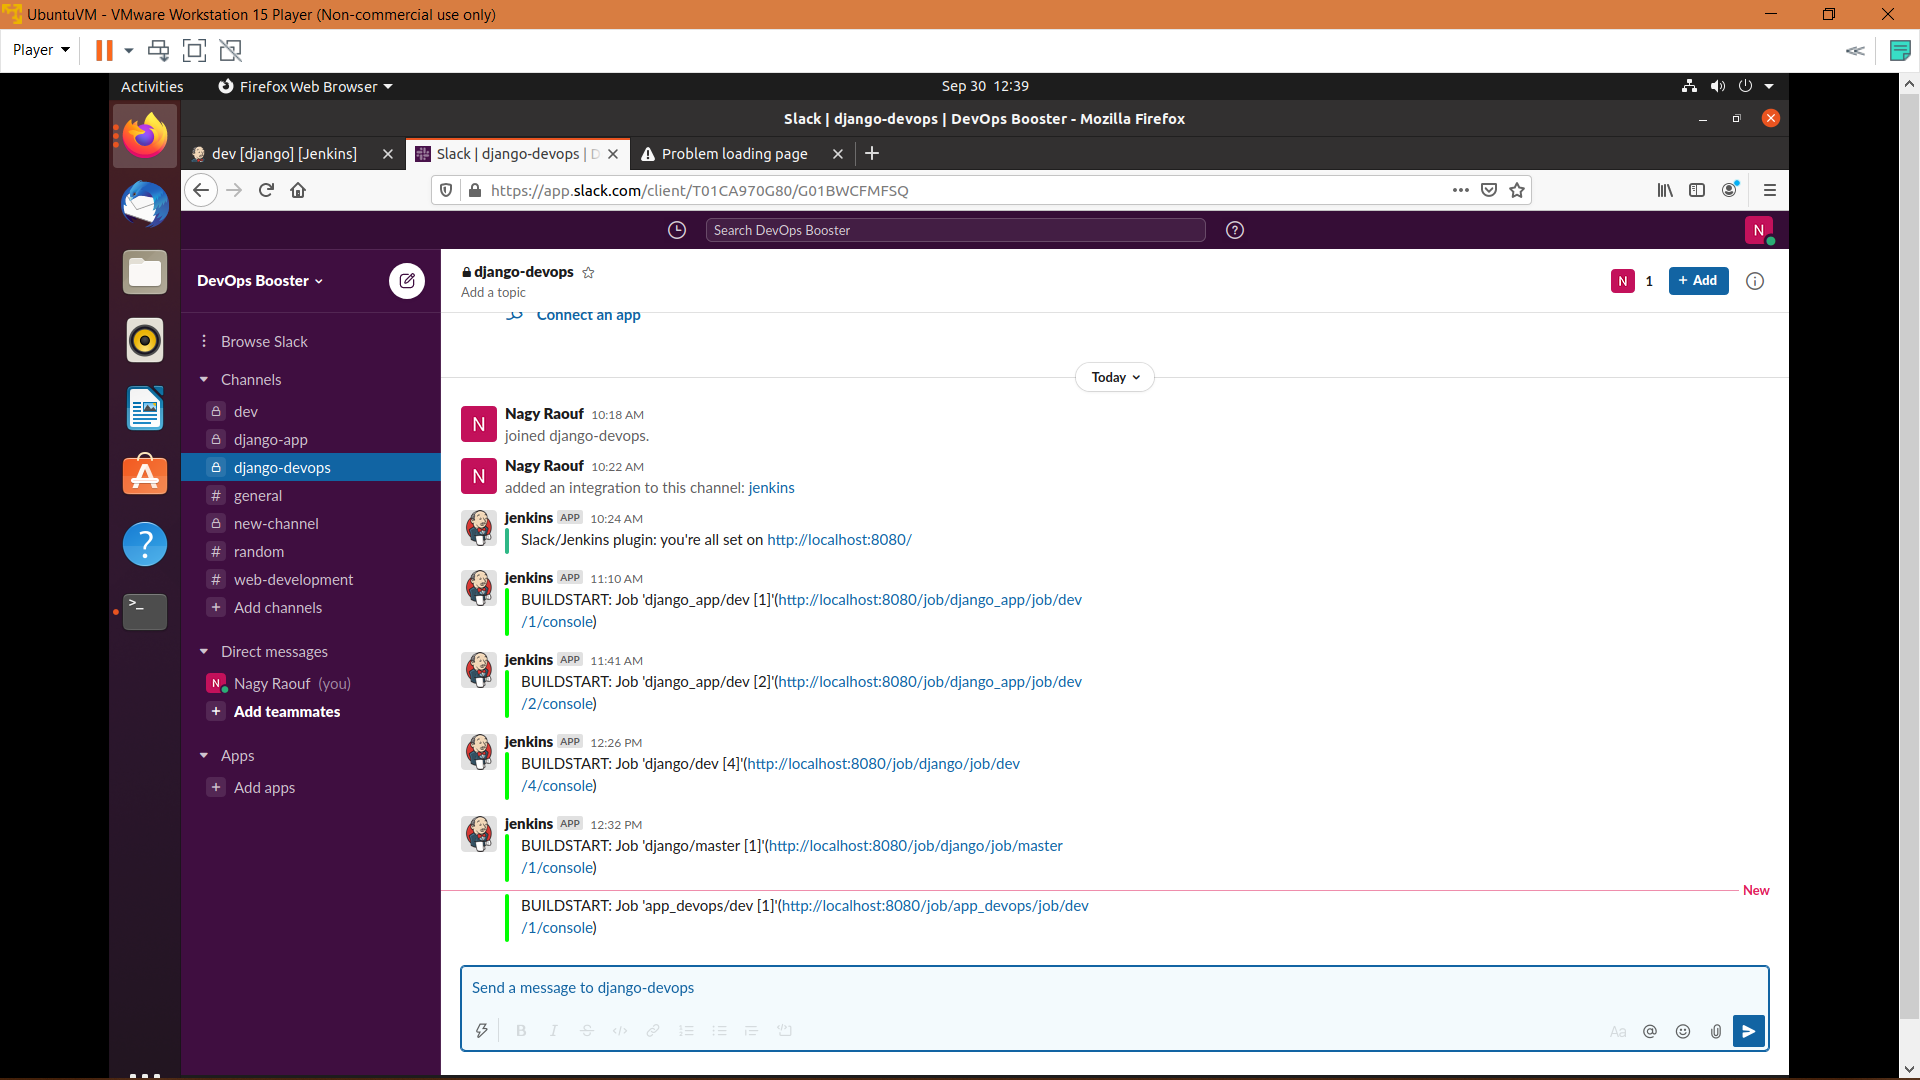 UbuntuVM - VMware Workstation 15 Player (Non-commercial use only)
Player
Activities
Firefox Web Browser
Sep 30 12:39
Slack | django-devops | DevOps Booster - Mozilla Firefox
dev [django] [Jenkins]
Slack | django-devops | D
Problem loading page
https://app.slack.com/client/T01CA970G80/G01BWCFMFSQ
Search DevOps Booster
N
DevOps Booster
django-devops
Add a topic
N 1
+ Add
Browse Slack
Channels
dev
django-app
django-devops
# general
new-channel
# random
# web-development
+ Add channels
Direct messages
N Nagy Raouf (you)
+ Add teammates
Apps
+ Add apps
Connect an app
Today
N
Nagy Raouf 10:18 AM
joined django-devops.
N
Nagy Raouf 10:22 AM
added an integration to this channel: jenkins
jenkins APP 10:24 AM
Slack/Jenkins plugin: you're all set on http://localhost:8080/
jenkins APP 11:10 AM
BUILDSTART: Job 'django_app/dev [1]'(http://localhost:8080/job/django_app/job/dev
/1/console)
jenkins APP 11:41 AM
BUILDSTART: Job 'django_app/dev [2]'(http://localhost:8080/job/django_app/job/dev
/2/console)
jenkins APP 12:26 PM
BUILDSTART: Job 'django/dev [4]'(http://localhost:8080/job/django/job/dev
/4/console)
jenkins APP 12:32 PM
BUILDSTART: Job 'django/master [1]'(http://localhost:8080/job/django/job/master
/1/console)
New
BUILDSTART: Job 'app_devops/dev [1]'(http://localhost:8080/job/app_devops/job/dev
/1/console)
Send a message to django-devops
B I S
Aa @